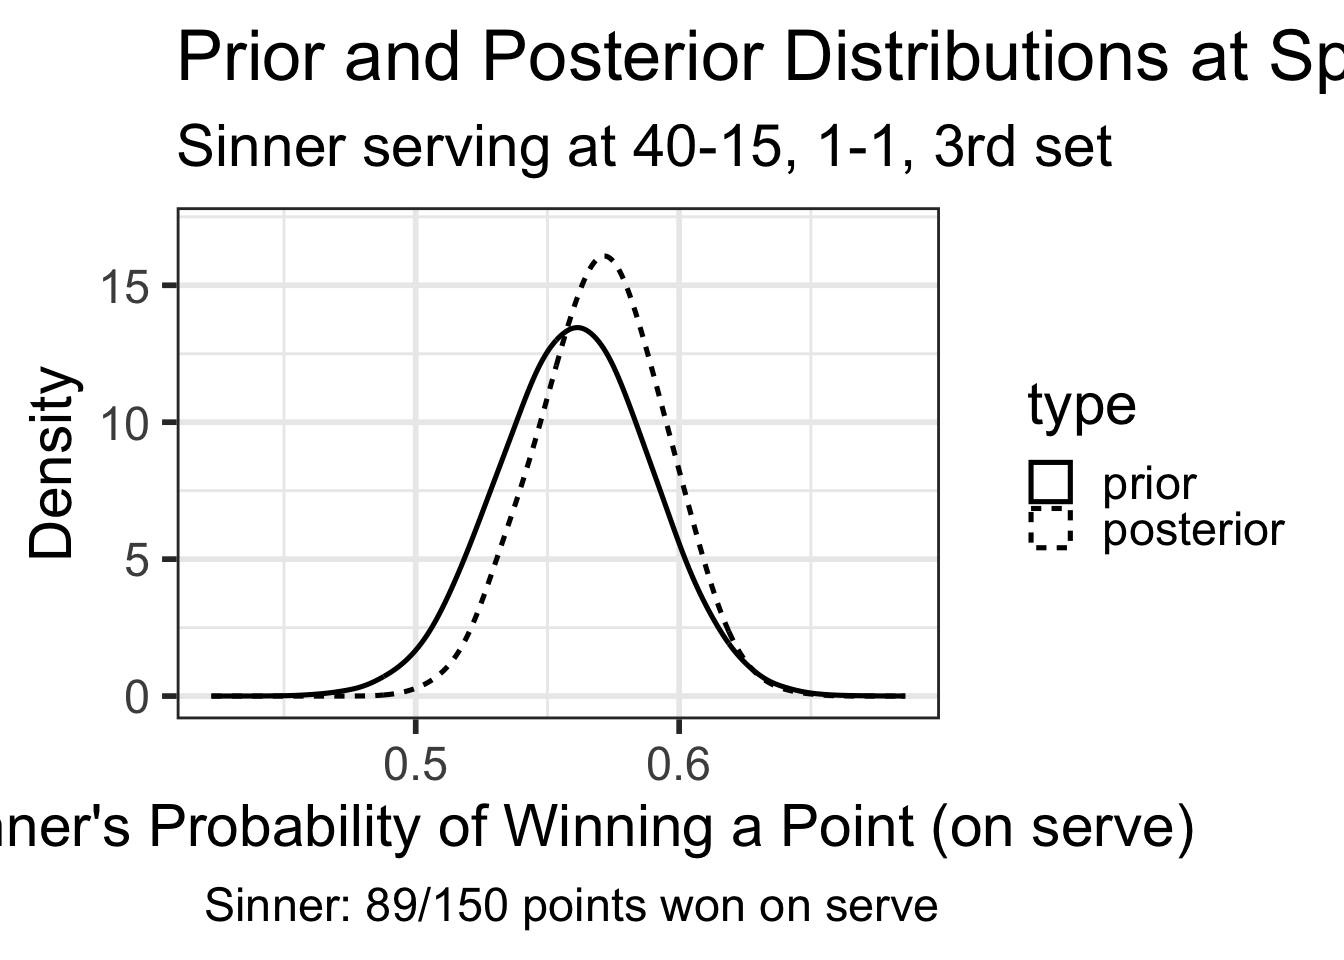 Prior and Posterior Distributions at
Sinner serving at 40-15, 1-1, 3rd set
15
10
5
0
Density
type
prior
posterior
0.5 0.6
Probability of Winning a Point (on serve)
Sinner: 89/150 points won on serve